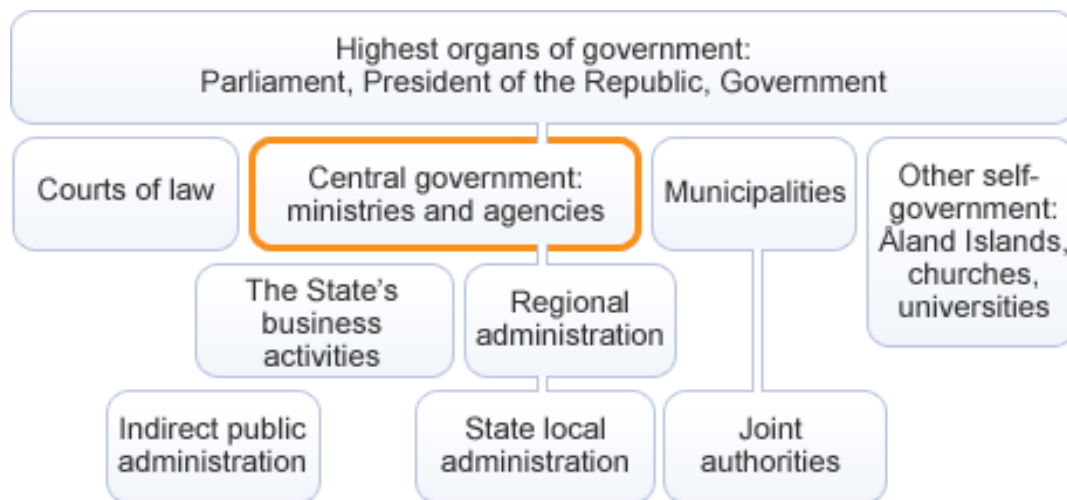 Highest organs of government:
Parliament, President of the Republic, Government
Courts of law
Central government:
ministries and agencies
Municipalities
Other self-
government:
Åland Islands,
churches,
universities
The State’s
business
activities
Regional
administration
Indirect public
administration
State local
administration
Joint
authorities